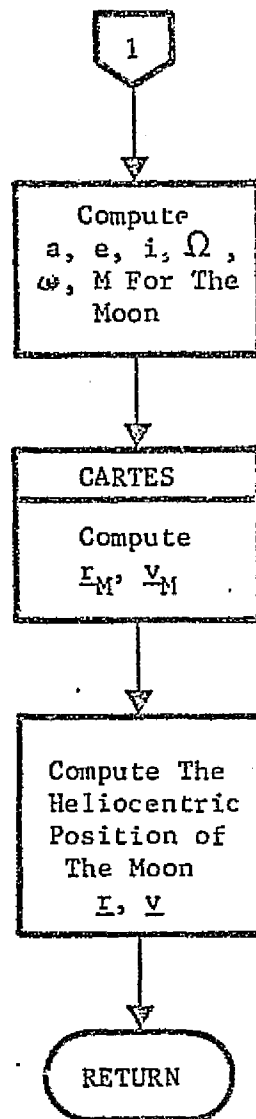 1
Compute
a, e, i, Ω,
ω, M For The
Moon
CARTES
Compute
r_M, v_M
Compute The
Heliocentric
Position of
The Moon
r, v
RETURN